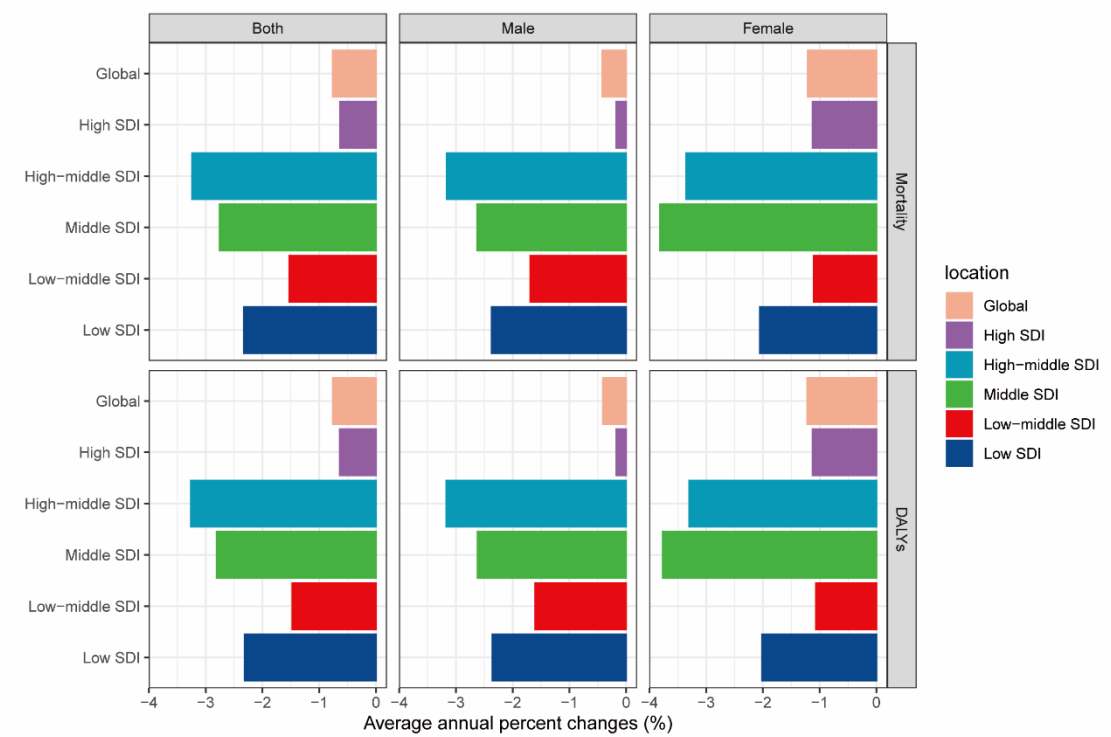 Both Male Female
Global
High SDI
High−middle SDI
Middle SDI
Low−middle SDI
Low SDI
Mortality
Global
High SDI
High−middle SDI
Middle SDI
Low−middle SDI
Low SDI
DALYs
−4 −3 −2 −1 0 −4 −3 −2 −1 0 −4 −3 −2 −1 0
Average annual percent changes (%)
location
Global
High SDI
High−middle SDI
Middle SDI
Low−middle SDI
Low SDI